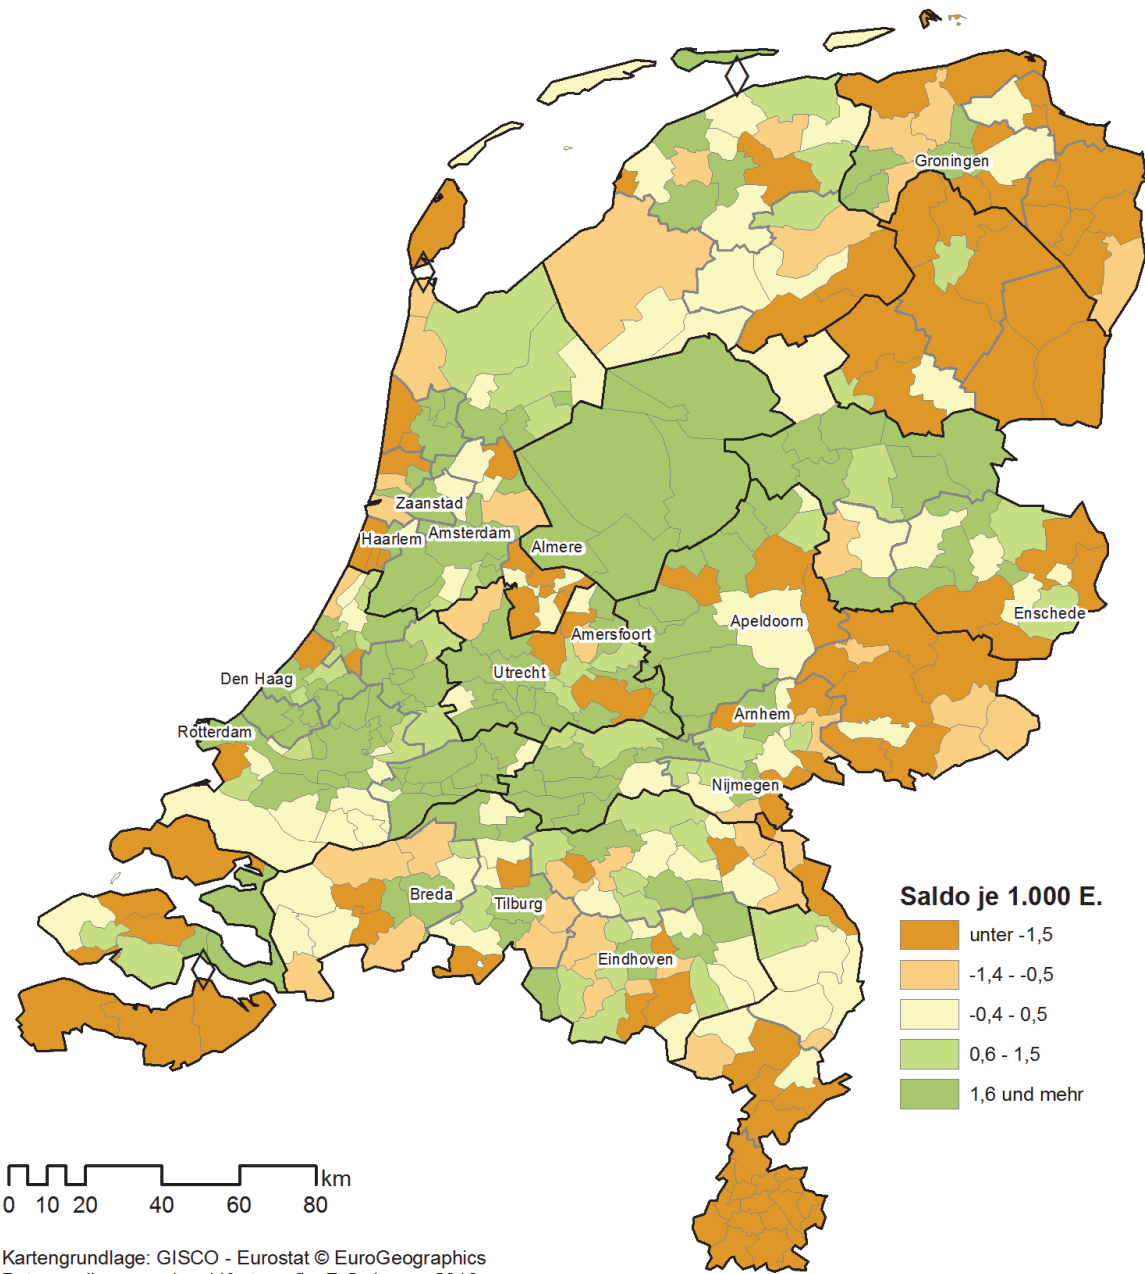 Groningen
Zaanstad
Haarlem
Amsterdam
Almere
Enschede
Apeldoorn
Amersfoort
Utrecht
Den Haag
Arnhem
Rotterdam
Nijmegen
Breda
Tilburg
Eindhoven
Saldo je 1.000 E.
unter -1,5
-1,4 - -0,5
-0,4 - 0,5
0,6 - 1,5
1,6 und mehr
km
0 10 20 40 60 80
Kartengrundlage: GISCO - Eurostat © EuroGeographics